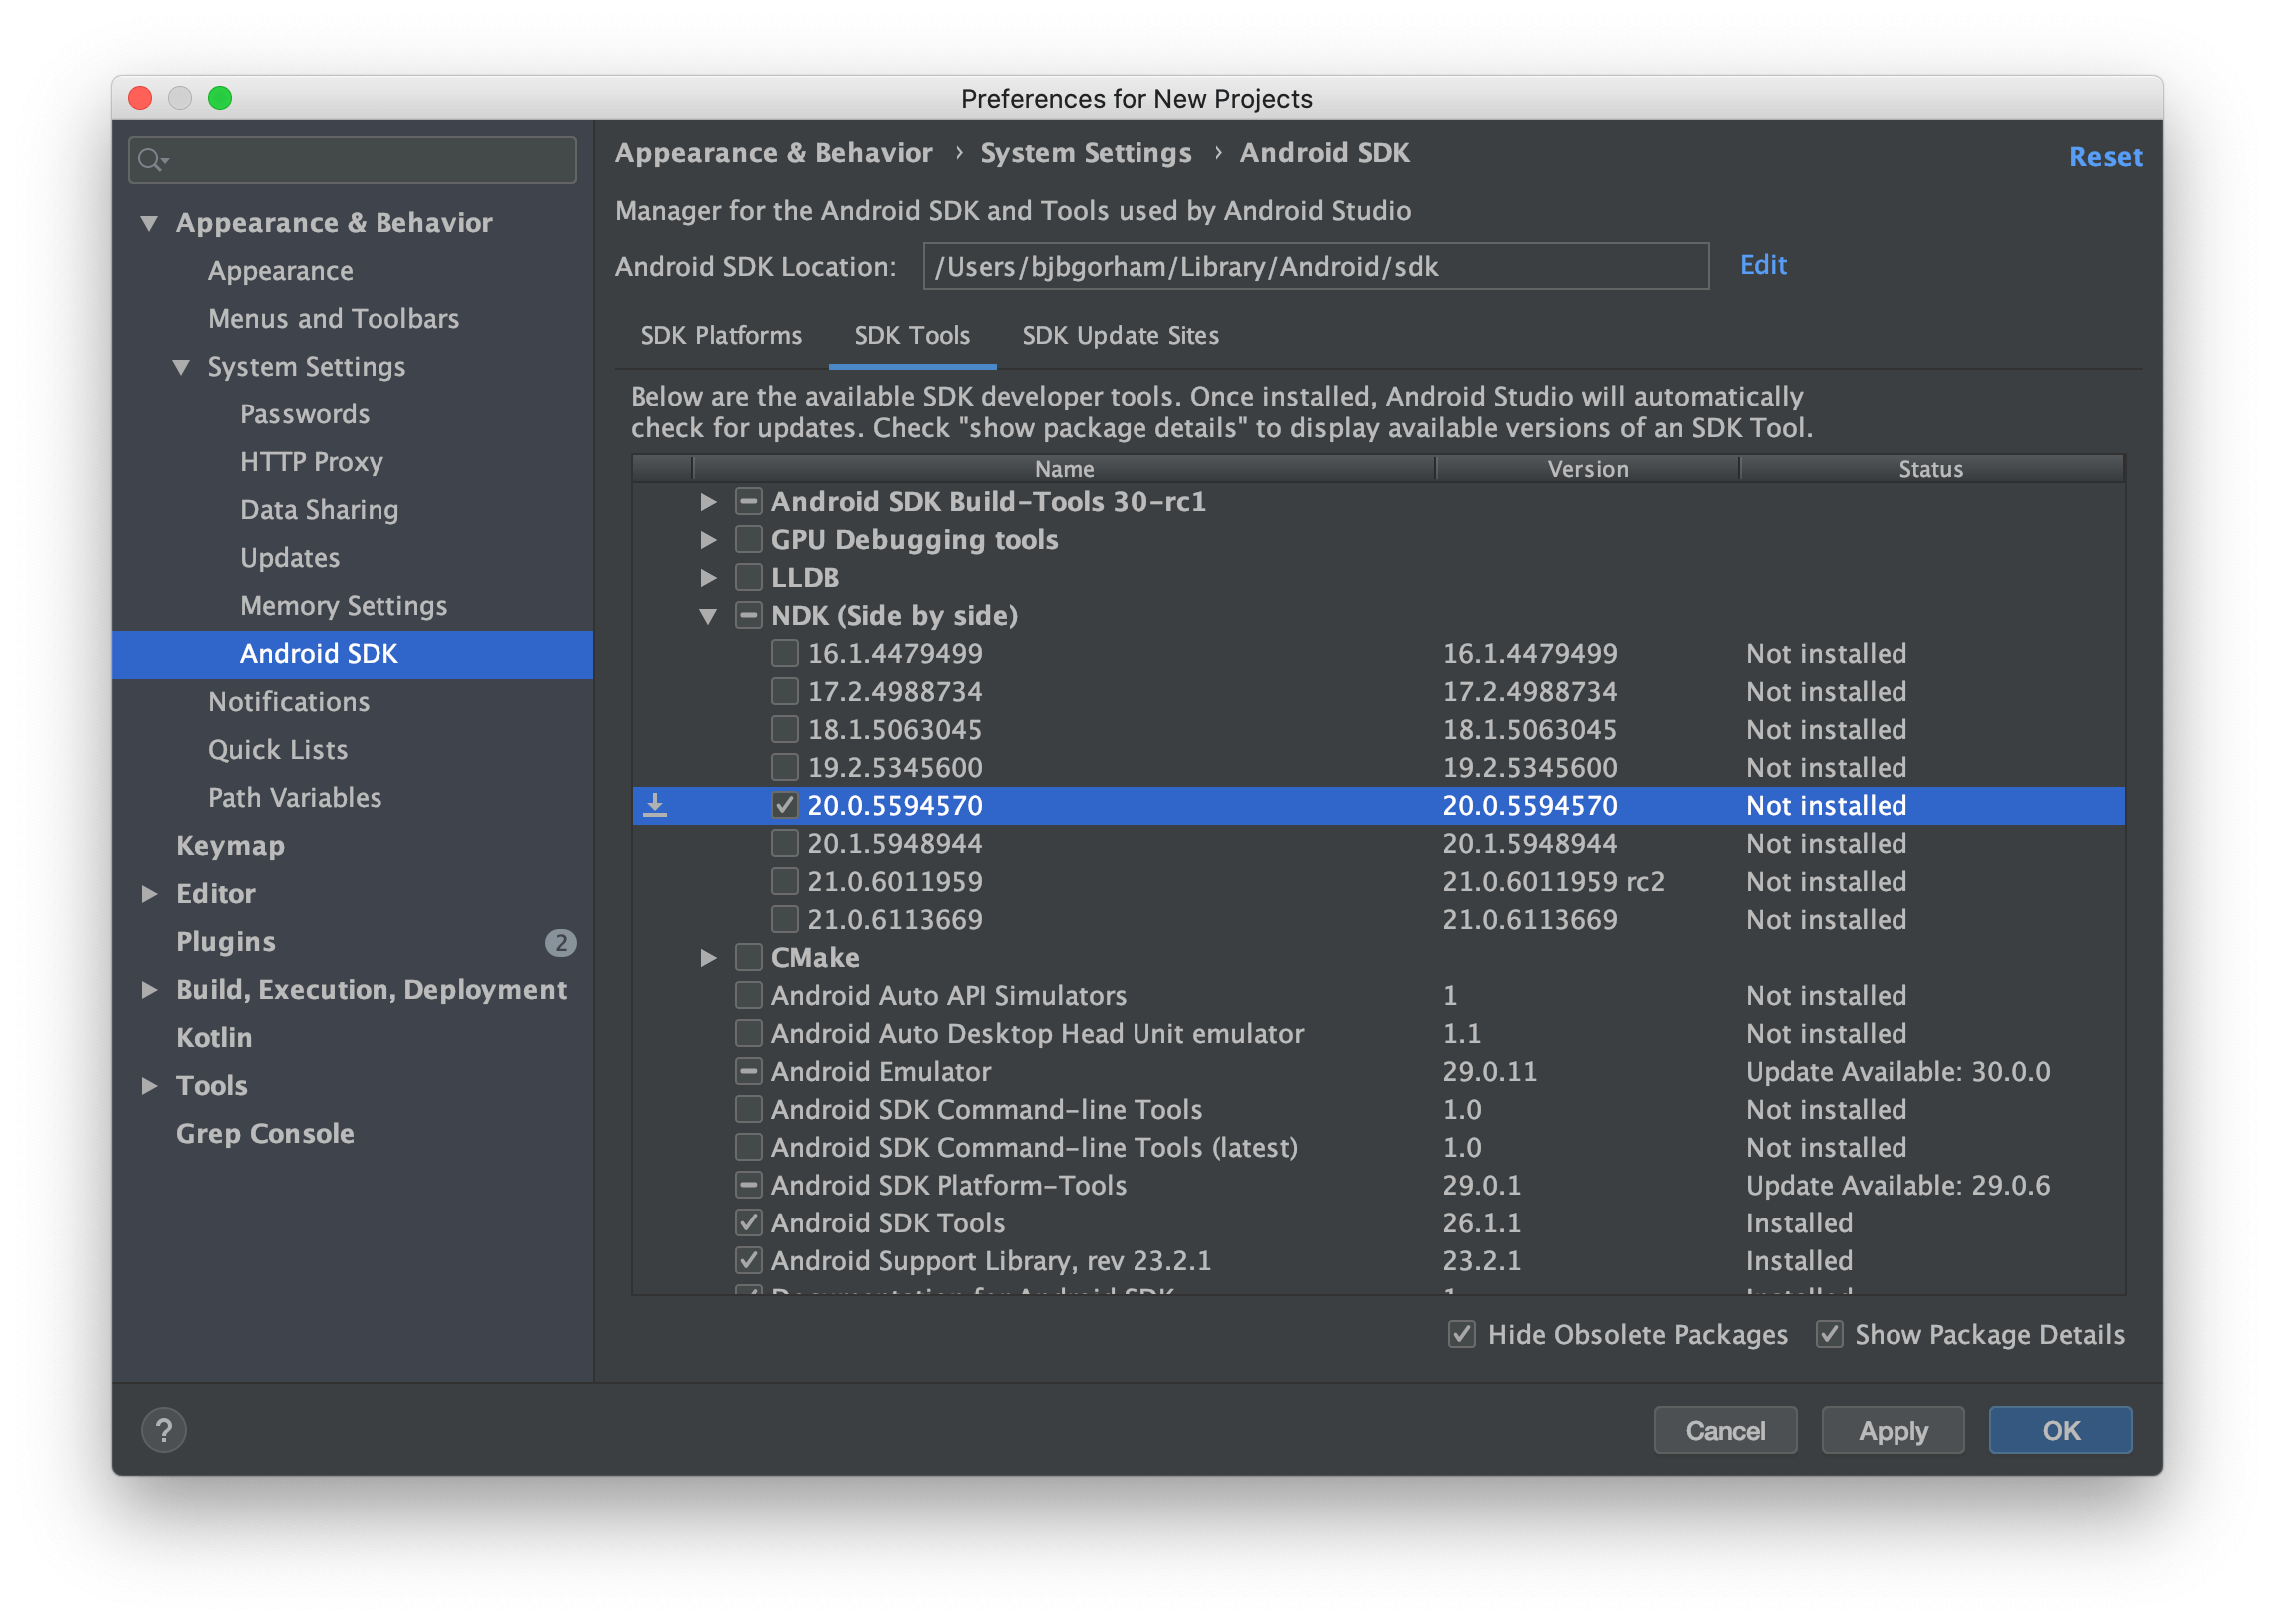 Preferences for New Projects
Appearance & Behavior › System Settings › Android SDK
Reset
Manager for the Android SDK and Tools used by Android Studio
Android SDK Location: /Users/bjbgorham/Library/Android/sdk Edit
Appearance & Behavior
Appearance
Menus and Toolbars
System Settings
Passwords
HTTP Proxy
Data Sharing
Updates
Memory Settings
Android SDK
Notifications
Quick Lists
Path Variables
Keymap
Editor
Plugins 2
Build, Execution, Deployment
Kotlin
Tools
Grep Console
SDK Platforms SDK Tools SDK Update Sites
Below are the available SDK developer tools. Once installed, Android Studio will automatically
check for updates. Check "show package details" to display available versions of an SDK Tool.
Name Version Status
Android SDK Build-Tools 30-rc1
GPU Debugging tools
LLDB
NDK (Side by side)
16.1.4479499 16.1.4479499 Not installed
17.2.4988734 17.2.4988734 Not installed
18.1.5063045 18.1.5063045 Not installed
19.2.5345600 19.2.5345600 Not installed
20.0.5594570 20.0.5594570 Not installed
20.1.5948944 20.1.5948944 Not installed
21.0.6011959 21.0.6011959 rc2 Not installed
21.0.6113669 21.0.6113669 Not installed
CMake
Android Auto API Simulators 1 Not installed
Android Auto Desktop Head Unit emulator 1.1 Not installed
Android Emulator 29.0.11 Update Available: 30.0.0
Android SDK Command-line Tools 1.0 Not installed
Android SDK Command-line Tools (latest) 1.0 Not installed
Android SDK Platform-Tools 29.0.1 Update Available: 29.0.6
Android SDK Tools 26.1.1 Installed
Android Support Library, rev 23.2.1 23.2.1 Installed
Documentation for Android SDK 1 Installed
Hide Obsolete Packages Show Package Details
? Cancel Apply OK